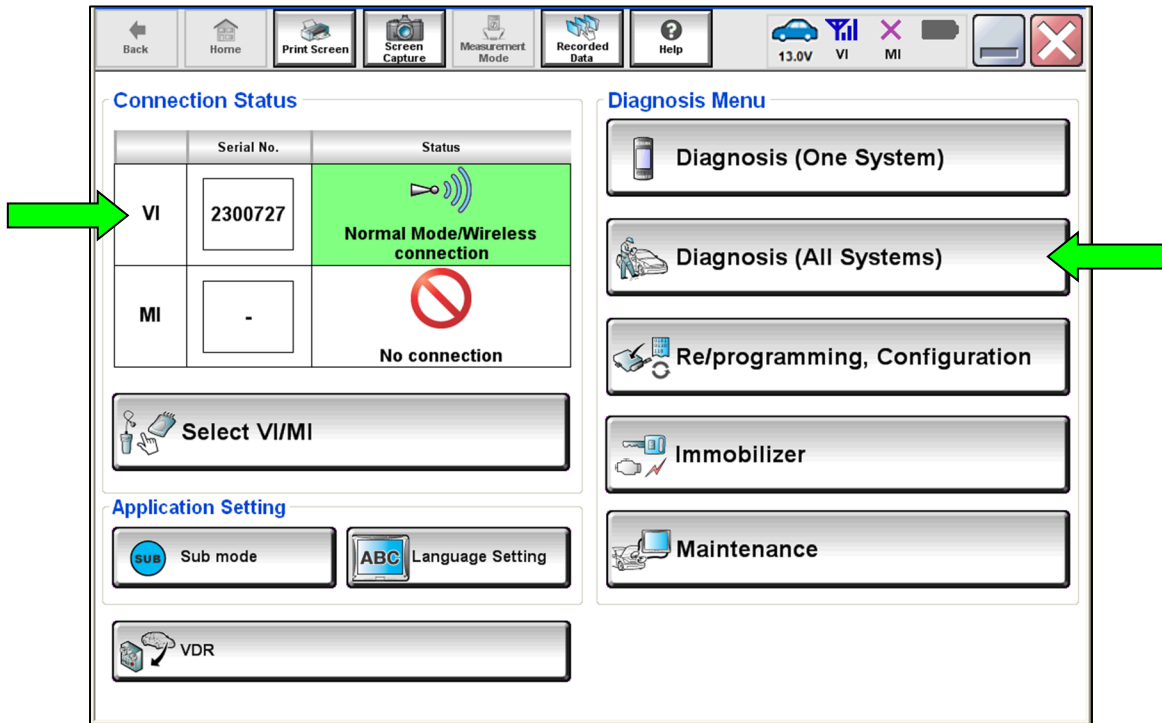 Back
Home
Print Screen
Screen
Capture
Measurement
Mode
Recorded
Data
Help
13.0V
VI
MI
Connection Status
Serial No.
Status
VI
2300727
Normal Mode/Wireless
connection
MI
-
No connection
Select VI/MI
Application Setting
SUB
Sub mode
ABC
Language Setting
VDR
Diagnosis Menu
Diagnosis (One System)
Diagnosis (All Systems)
Re/programming, Configuration
Immobilizer
Maintenance